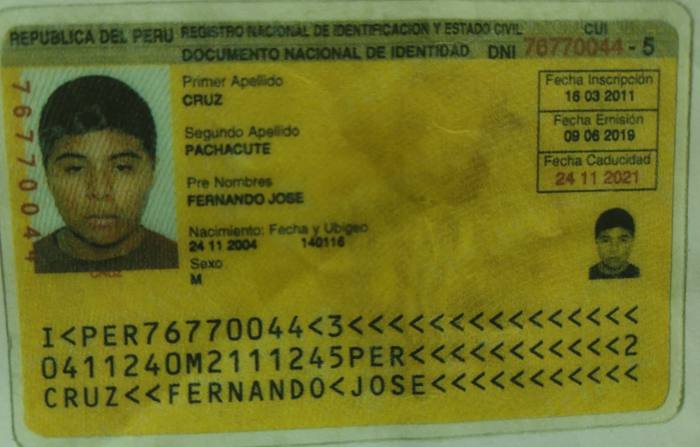 REPUBLICA DEL PERU REGISTRO NACIONAL DE IDENTIFICACION Y ESTADO CIVIL CUI
DOCUMENTO NACIONAL DE IDENTIDAD DNI 76770044 - 5
76770044
Primer Apellido
CRUZ
Segundo Apellido
PACHACUTE
Pre Nombres
FERNANDO JOSE
Nacimiento: Fecha y Ubigeo
24 11 2004 140116
Sexo
M
Fecha Inscripción
16 03 2011
Fecha Emisión
09 06 2019
Fecha Caducidad
24 11 2021
CRUZ
I<PER76770044<3<<<<<<<<<<<<<<<
0411240M2111245PER<<<<<<<<<<<2
CRUZ<<FERNANDO<JOSE<<<<<<<<<<<